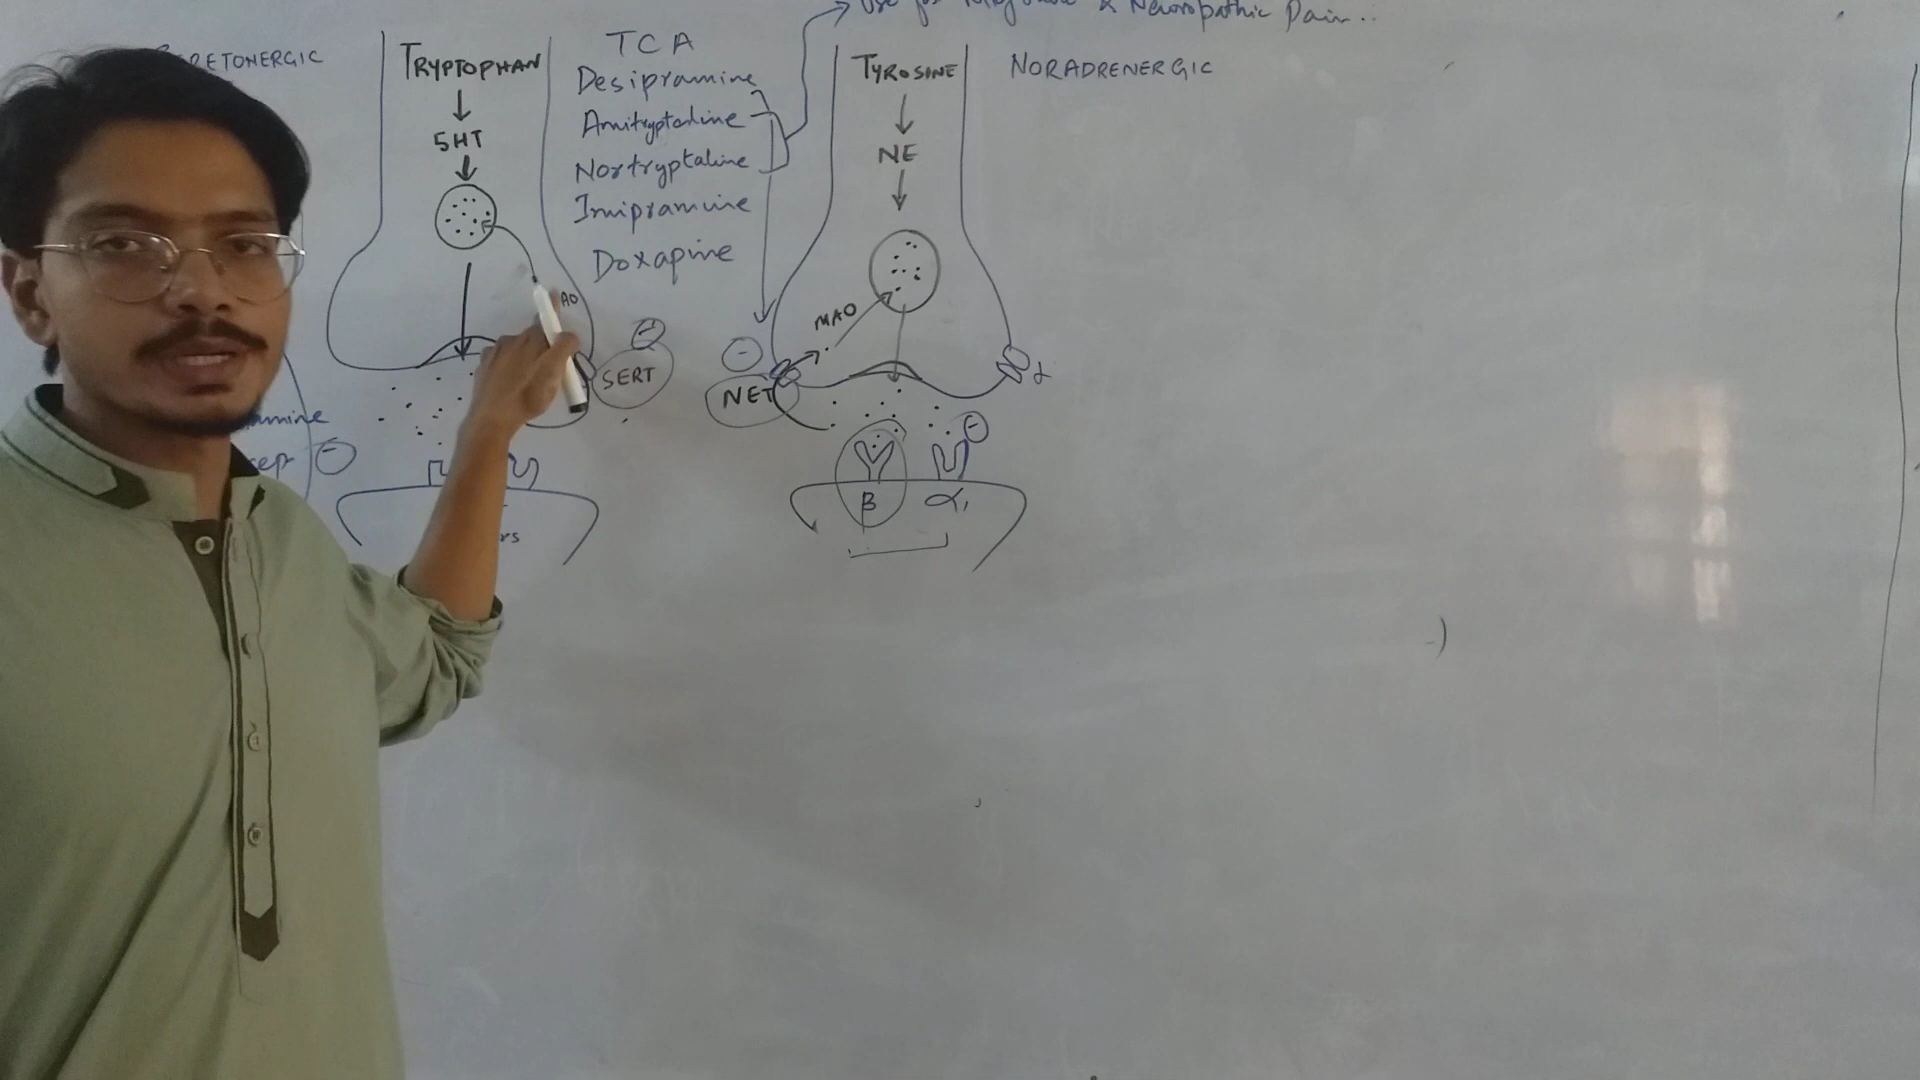 Use for & Neuropathic Pain..
TRYPTOPHAN
5HT
TCA
Desipramine
Amitryptaline
Nortryptaline
Imipramine
Doxapine
TYROSINE
NE
NORADRENERGIC
MAO
SERT
NET
α
β
α1